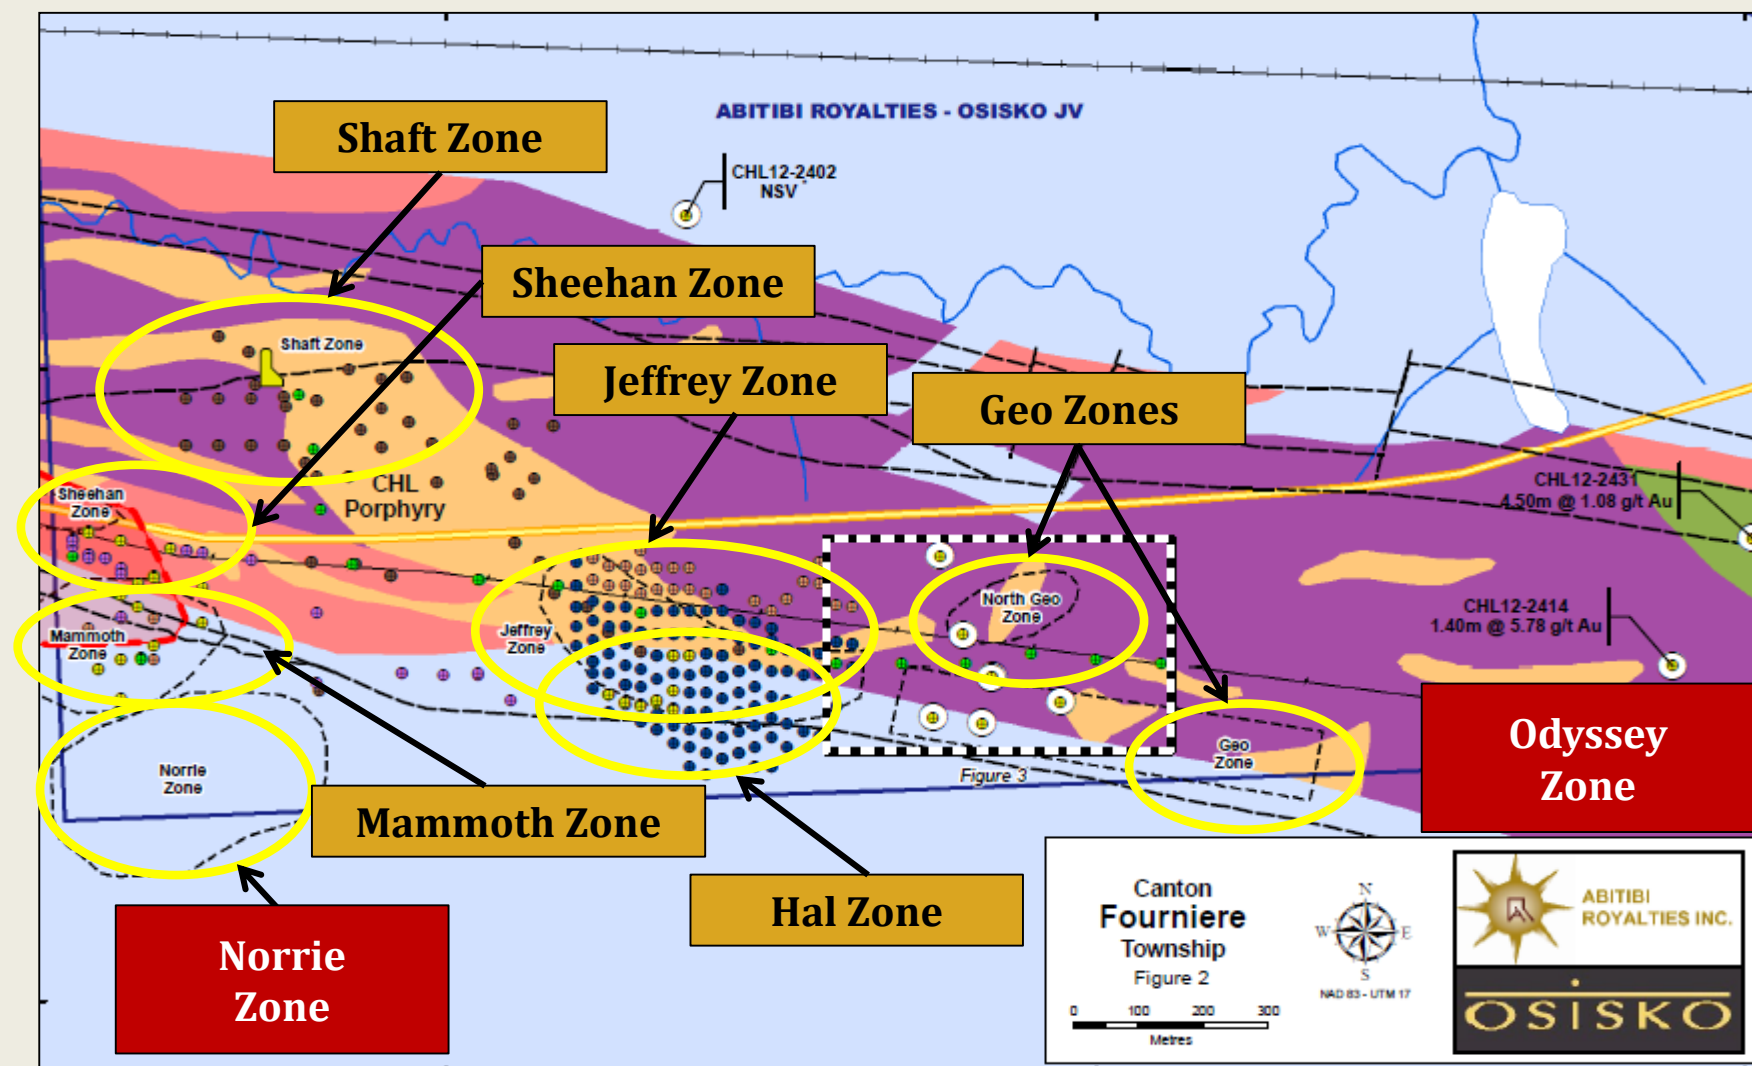 ABITIBI ROYALTIES - OSISKO JV
Shaft Zone
CHL12-2402
NSV
Sheehan Zone
Shaft Zone
Jeffrey Zone
Geo Zones
CHL
Porphyry
Sheehan
Zone
CHL12-2431
4.50m @ 1.08 g/t Au
North Geo
Zone
CHL12-2414
1.40m @ 5.78 g/t Au
Jeffrey
Zone
Mammoth
Zone
Odyssey
Zone
Geo
Zone
Norrie
Zone
Figure 3
Mammoth Zone
Hal Zone
Norrie
Zone
Canton
Fourniere
Township
Figure 2
0 100 200 300
Metres
N
W E
S
NAD 83 - UTM 17
ABITIBI
ROYALTIES INC.
OSISKO